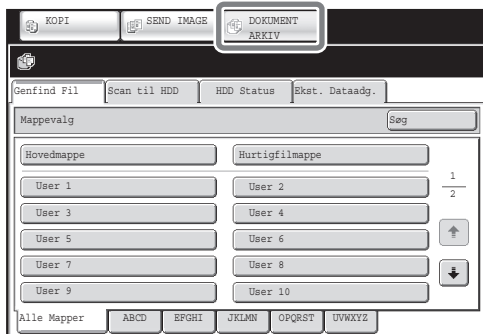 KOPI
SEND IMAGE
DOKUMENT
ARKIV
Genfind Fil
Scan til HDD
HDD Status
Ekst. Dataadg.
Mappevalg
Søg
Hovedmappe
Hurtigfilmappe
User 1
User 2
1
2
User 3
User 4
User 5
User 6
User 7
User 8
User 9
User 10
Alle Mapper
ABCD
EFGHI
JKLMN
OPQRST
UVWXYZ